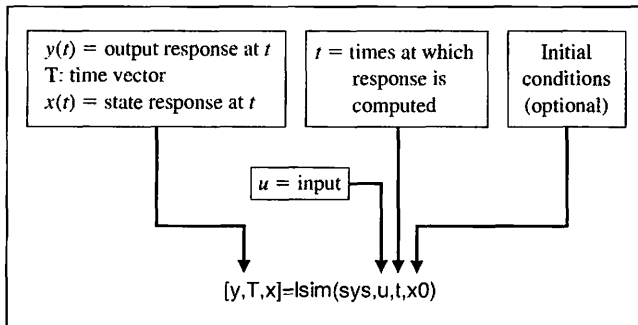 y(t) = output response at t
T: time vector
x(t) = state response at t
t = times at which
response is
computed
Initial
conditions
(optional)
u = input
[y,T,x]=lsim(sys,u,t,x0)